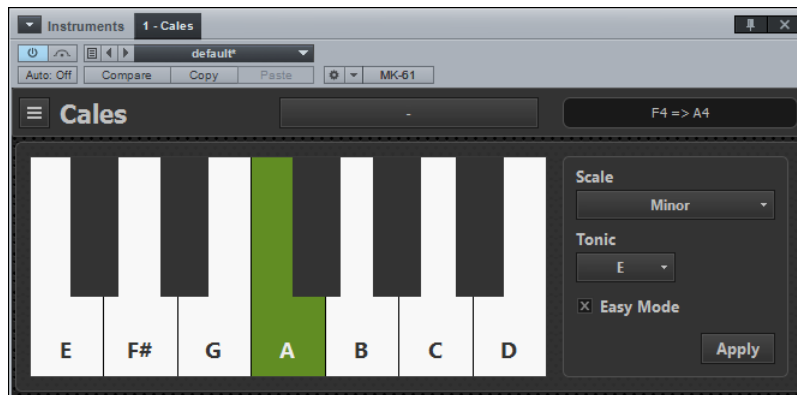 Instruments 1 - Cales
default*
Auto: Off Compare Copy Paste MK-61
Cales - F4 => A4
Scale
Minor
Tonic
E
Easy Mode
Apply
E F# G A B C D